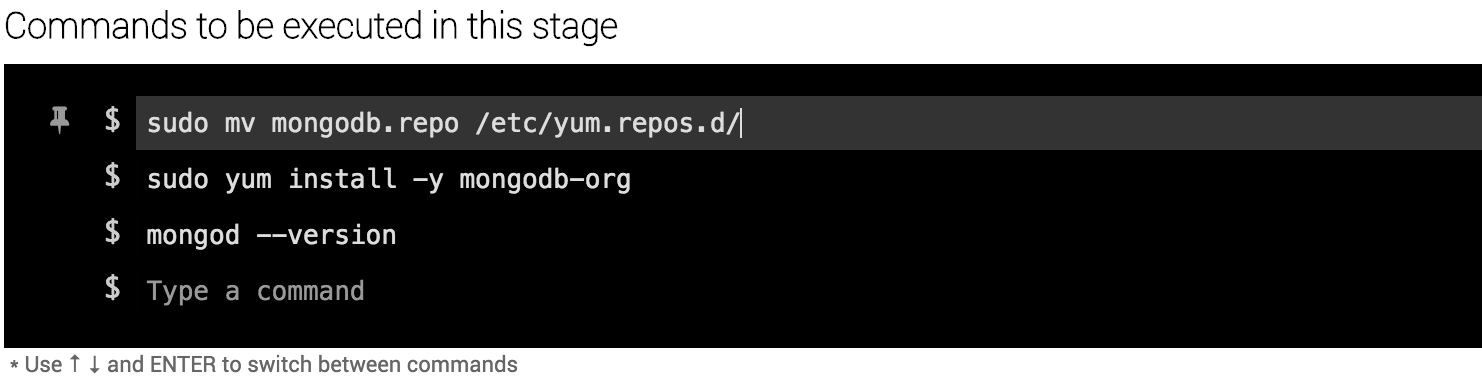 Commands to be executed in this stage
$ sudo mv mongodb.repo /etc/yum.repos.d/
$ sudo yum install -y mongodb-org
$ mongod --version
$ Type a command
* Use ↑ ↓ and ENTER to switch between commands